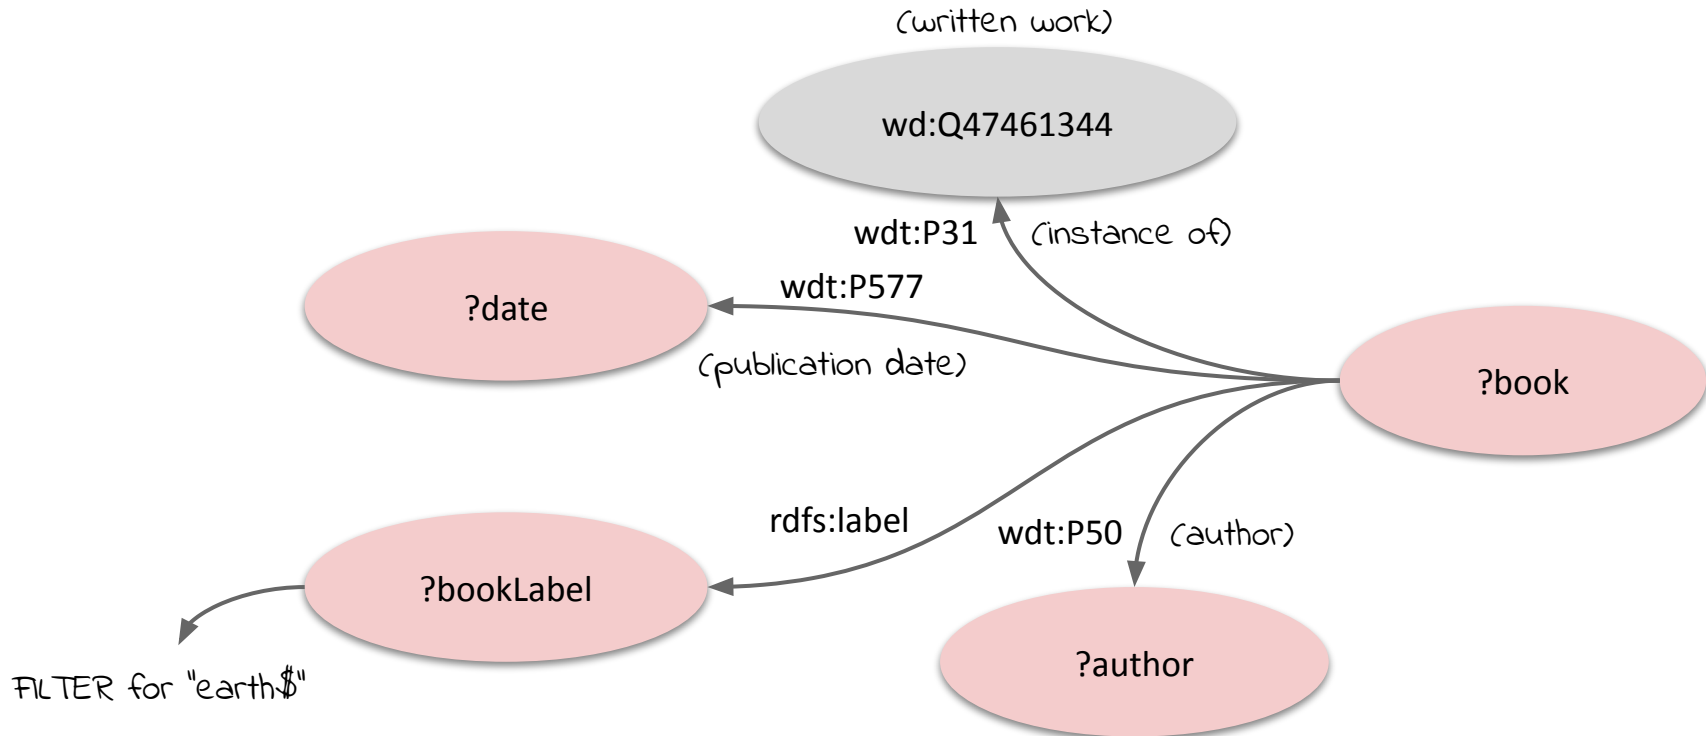 (written work)
wd:Q47461344
wdt:P31 (instance of)
wdt:P577
?date
(publication date)
?book
rdfs:label
wdt:P50 (author)
?bookLabel
?author
FILTER for "earth$"